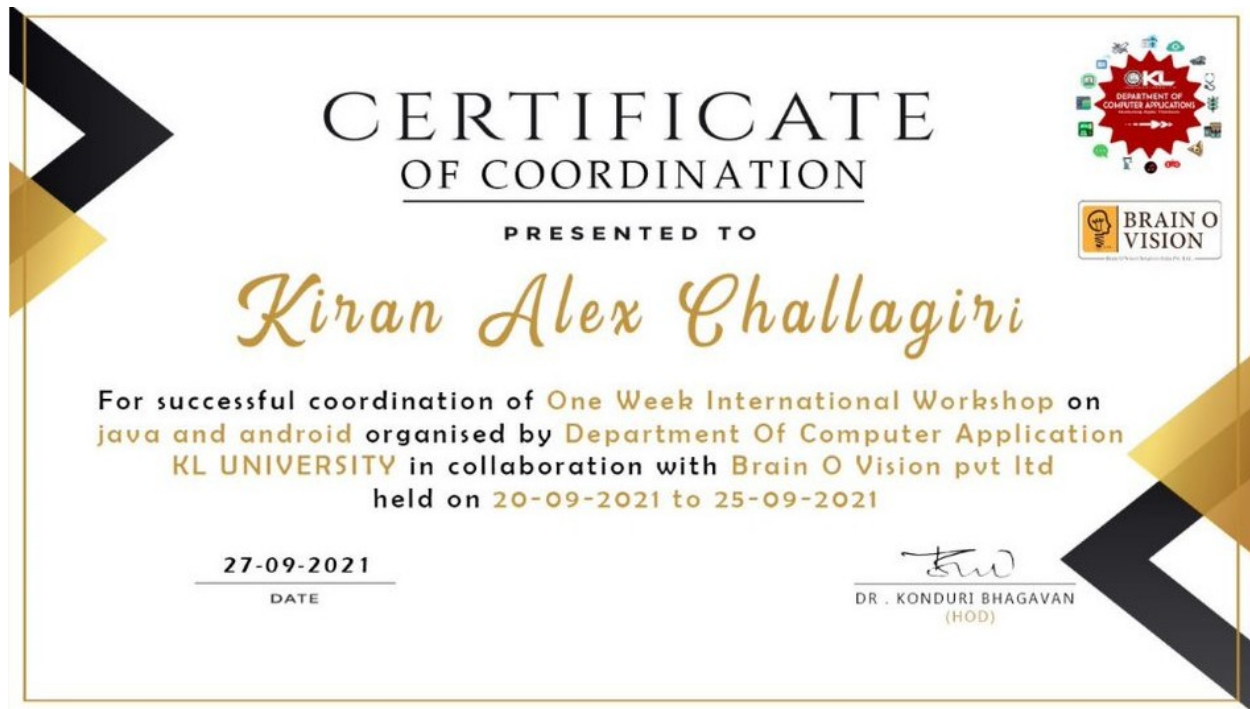 CERTIFICATE
OF COORDINATION
PRESENTED TO
Kiran Alex Challagiri
For successful coordination of One Week International Workshop on
java and android organised by Department Of Computer Application
KL UNIVERSITY in collaboration with Brain O Vision pvt ltd
held on 20-09-2021 to 25-09-2021
27-09-2021
DATE
DR . KONDURI BHAGAVAN
(HOD)
KL
DEPARTMENT OF
COMPUTER APPLICATIONS
BRAIN O
VISION